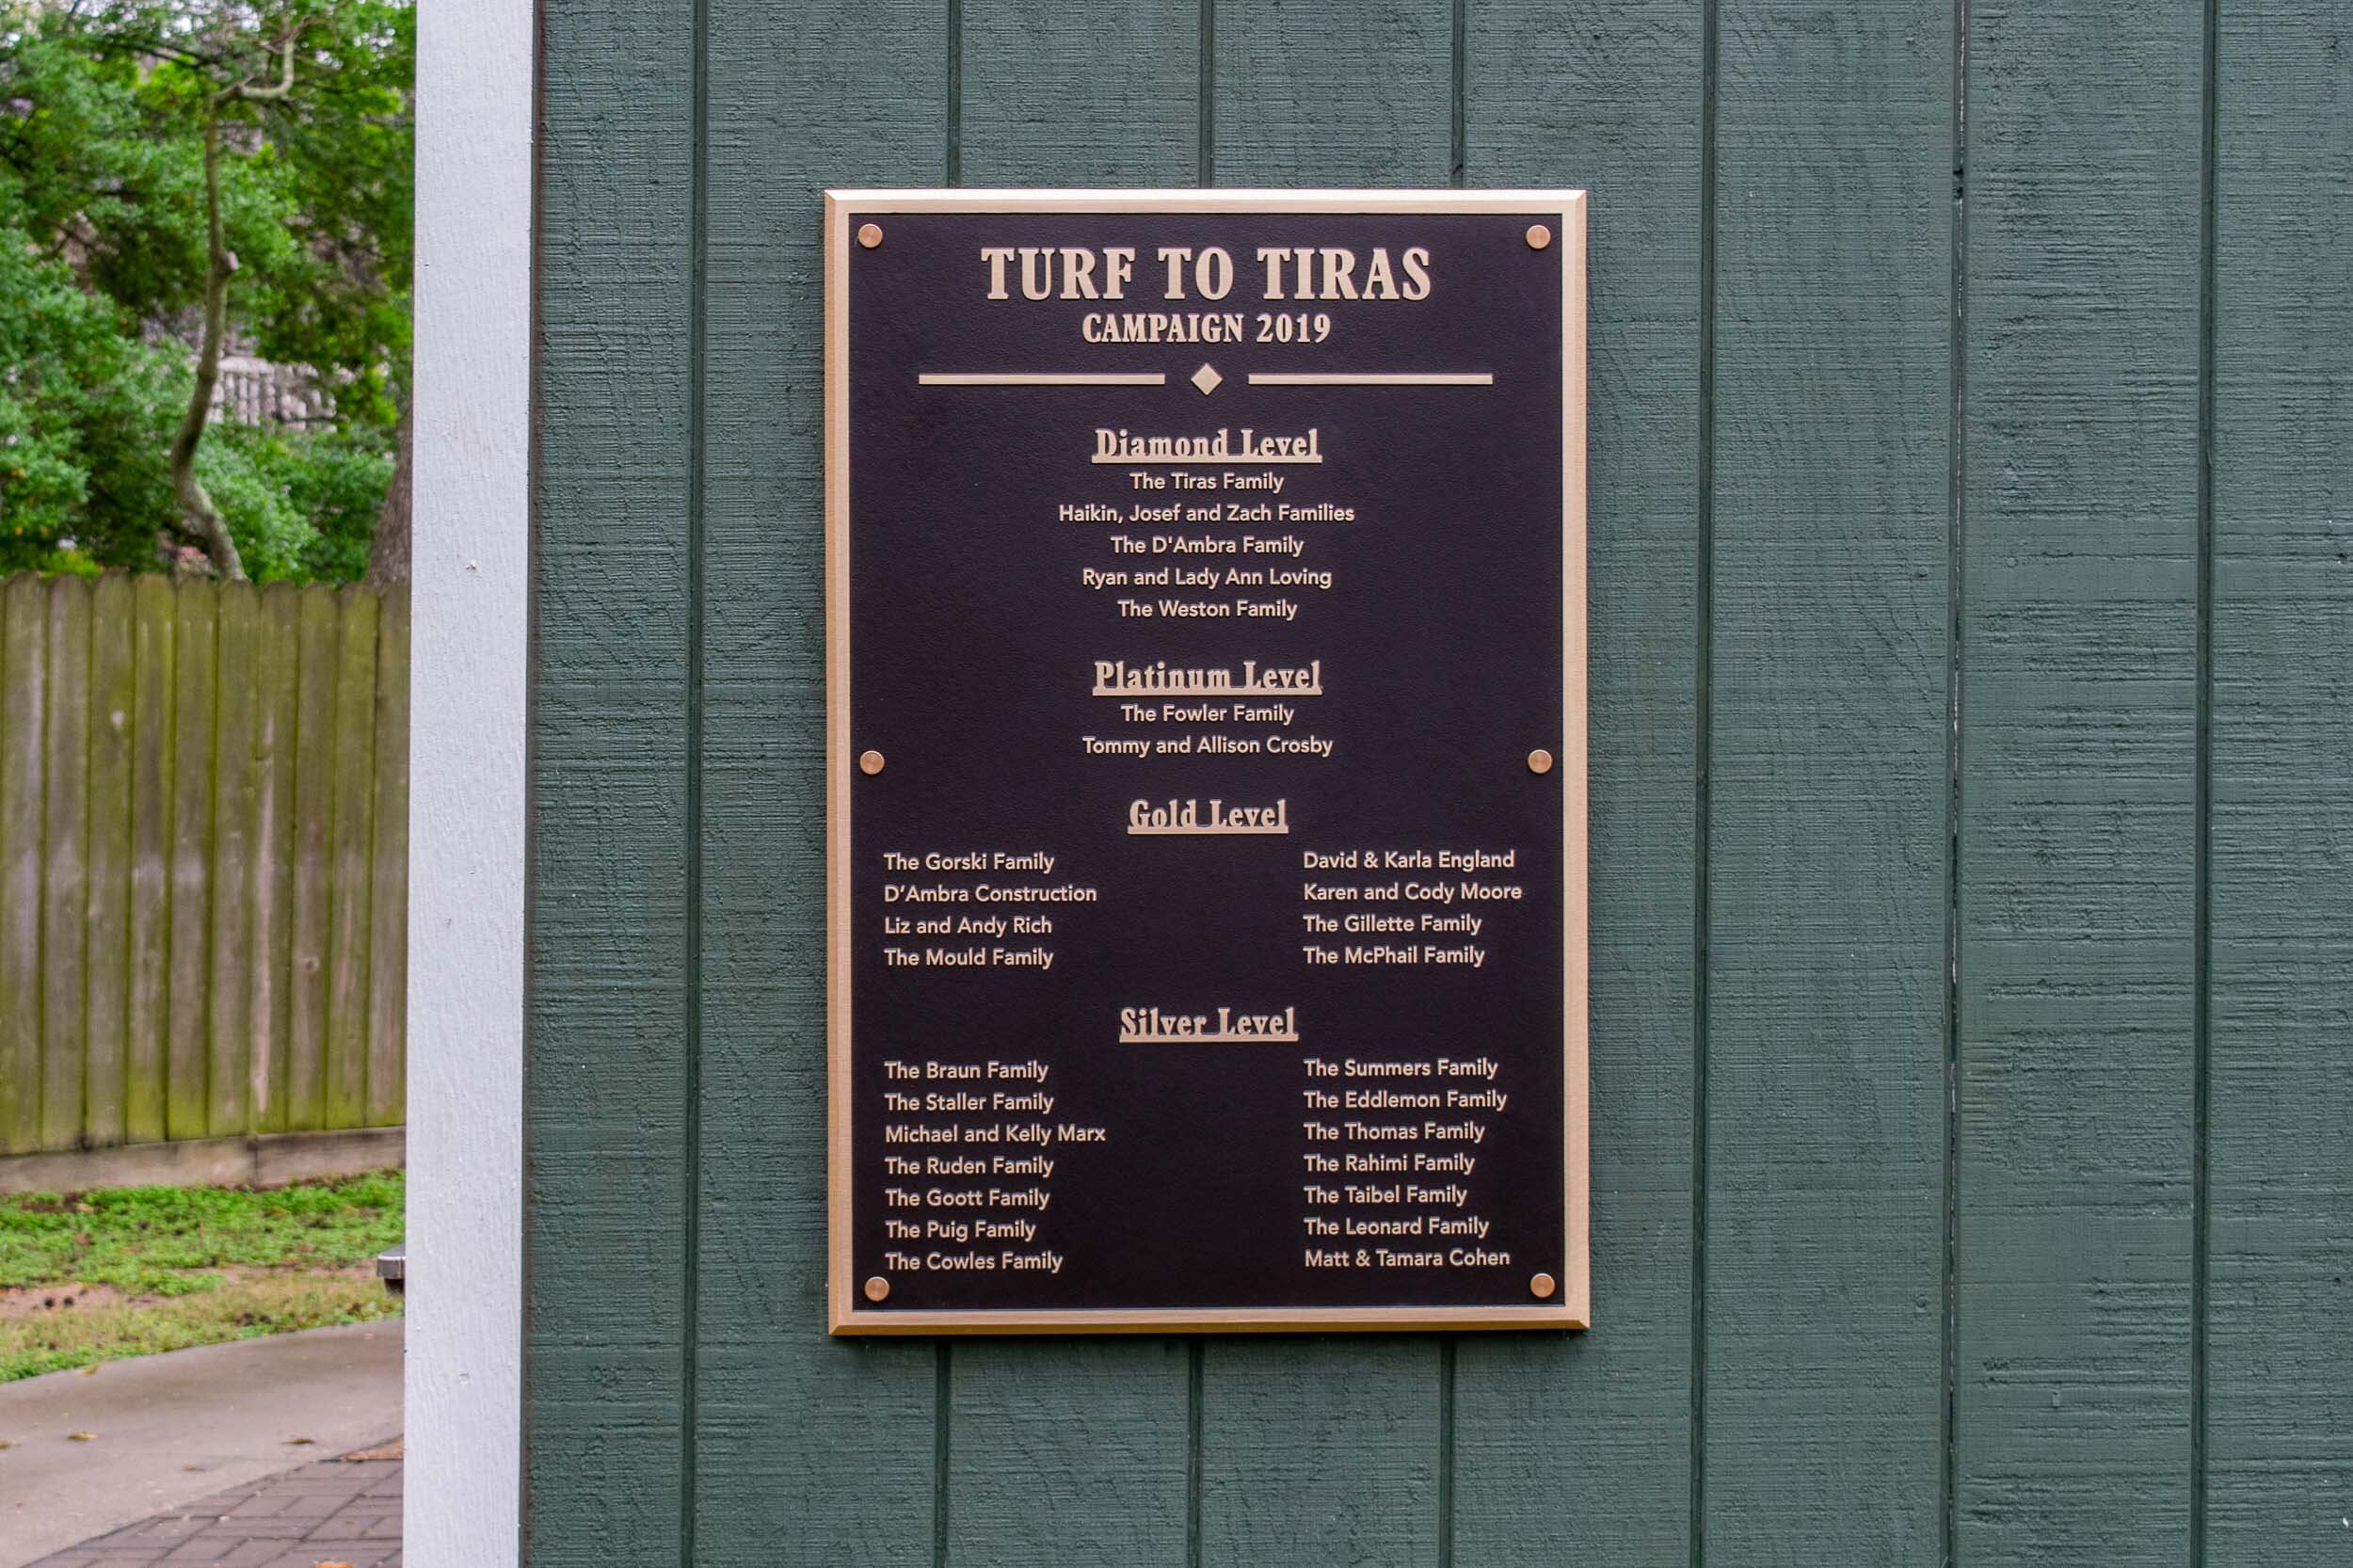 TURF TO TIRAS
CAMPAIGN 2019
Diamond Level
The Tiras Family
Haikin, Josef and Zach Families
The D'Ambra Family
Ryan and Lady Ann Loving
The Weston Family
Platinum Level
The Fowler Family
Tommy and Allison Crosby
Gold Level
The Gorski Family
D’Ambra Construction
Liz and Andy Rich
The Mould Family
David & Karla England
Karen and Cody Moore
The Gillette Family
The McPhail Family
Silver Level
The Braun Family
The Staller Family
Michael and Kelly Marx
The Ruden Family
The Goott Family
The Puig Family
The Cowles Family
The Summers Family
The Eddlemon Family
The Thomas Family
The Rahimi Family
The Taibel Family
The Leonard Family
Matt & Tamara Cohen